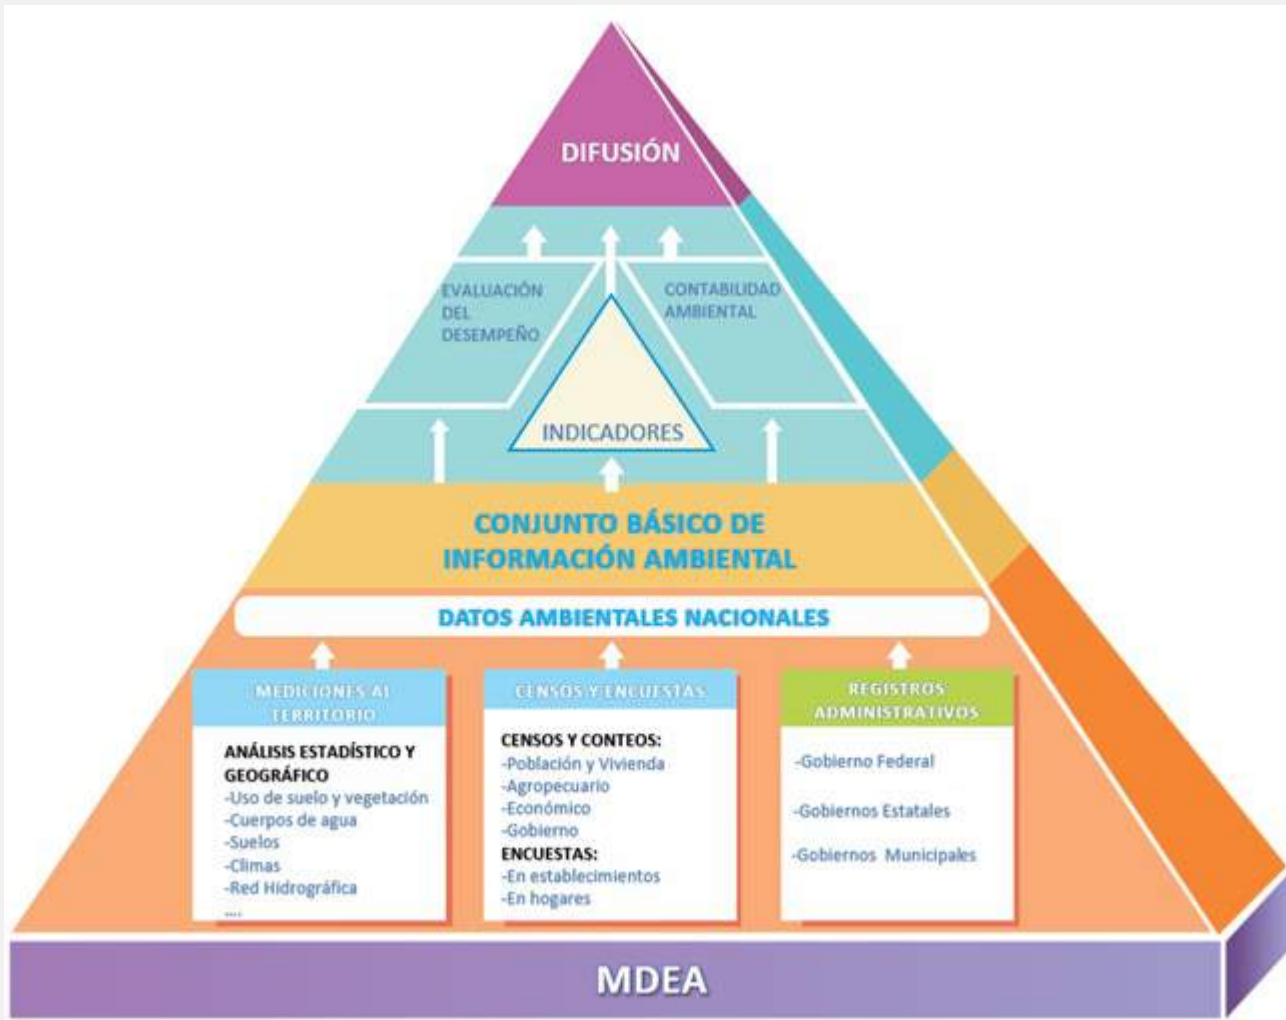 DIFUSIÓN
EVALUACIÓN
DEL
DESEMPEÑO
CONTABILIDAD
AMBIENTAL
INDICADORES
CONJUNTO BÁSICO DE
INFORMACIÓN AMBIENTAL
DATOS AMBIENTALES NACIONALES
MEDICIONES AL
TERRITORIO
ANÁLISIS ESTADÍSTICO Y
GEOGRÁFICO
-Uso de suelo y vegetación
-Cuerpos de agua
-Suelos
-Climas
-Red Hidrográfica
....
CENSOS Y ENCUESTAS
CENSOS Y CONTEOS:
-Población y Vivienda
-Agropecuario
-Económico
-Gobierno
ENCUESTAS:
-En establecimientos
-En hogares
REGISTROS
ADMINISTRATIVOS
-Gobierno Federal
-Gobiernos Estatales
-Gobiernos Municipales
MDEA